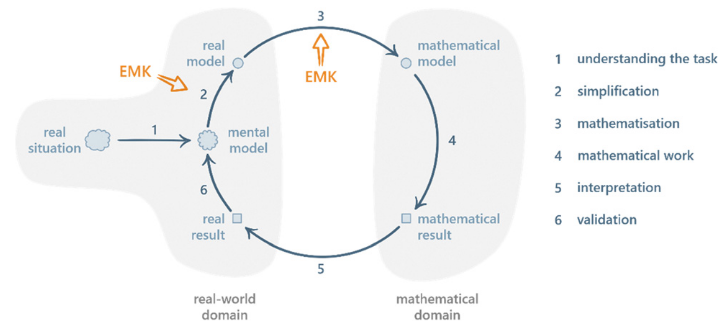 3
real
model
mathematical
model
EMK
EMK
2
1 understanding the task
2 simplification
3 mathematisation
4 mathematical work
5 interpretation
6 validation
real
situation
1
mental
model
4
6
real
result
mathematical
result
5
real-world
domain
mathematical
domain